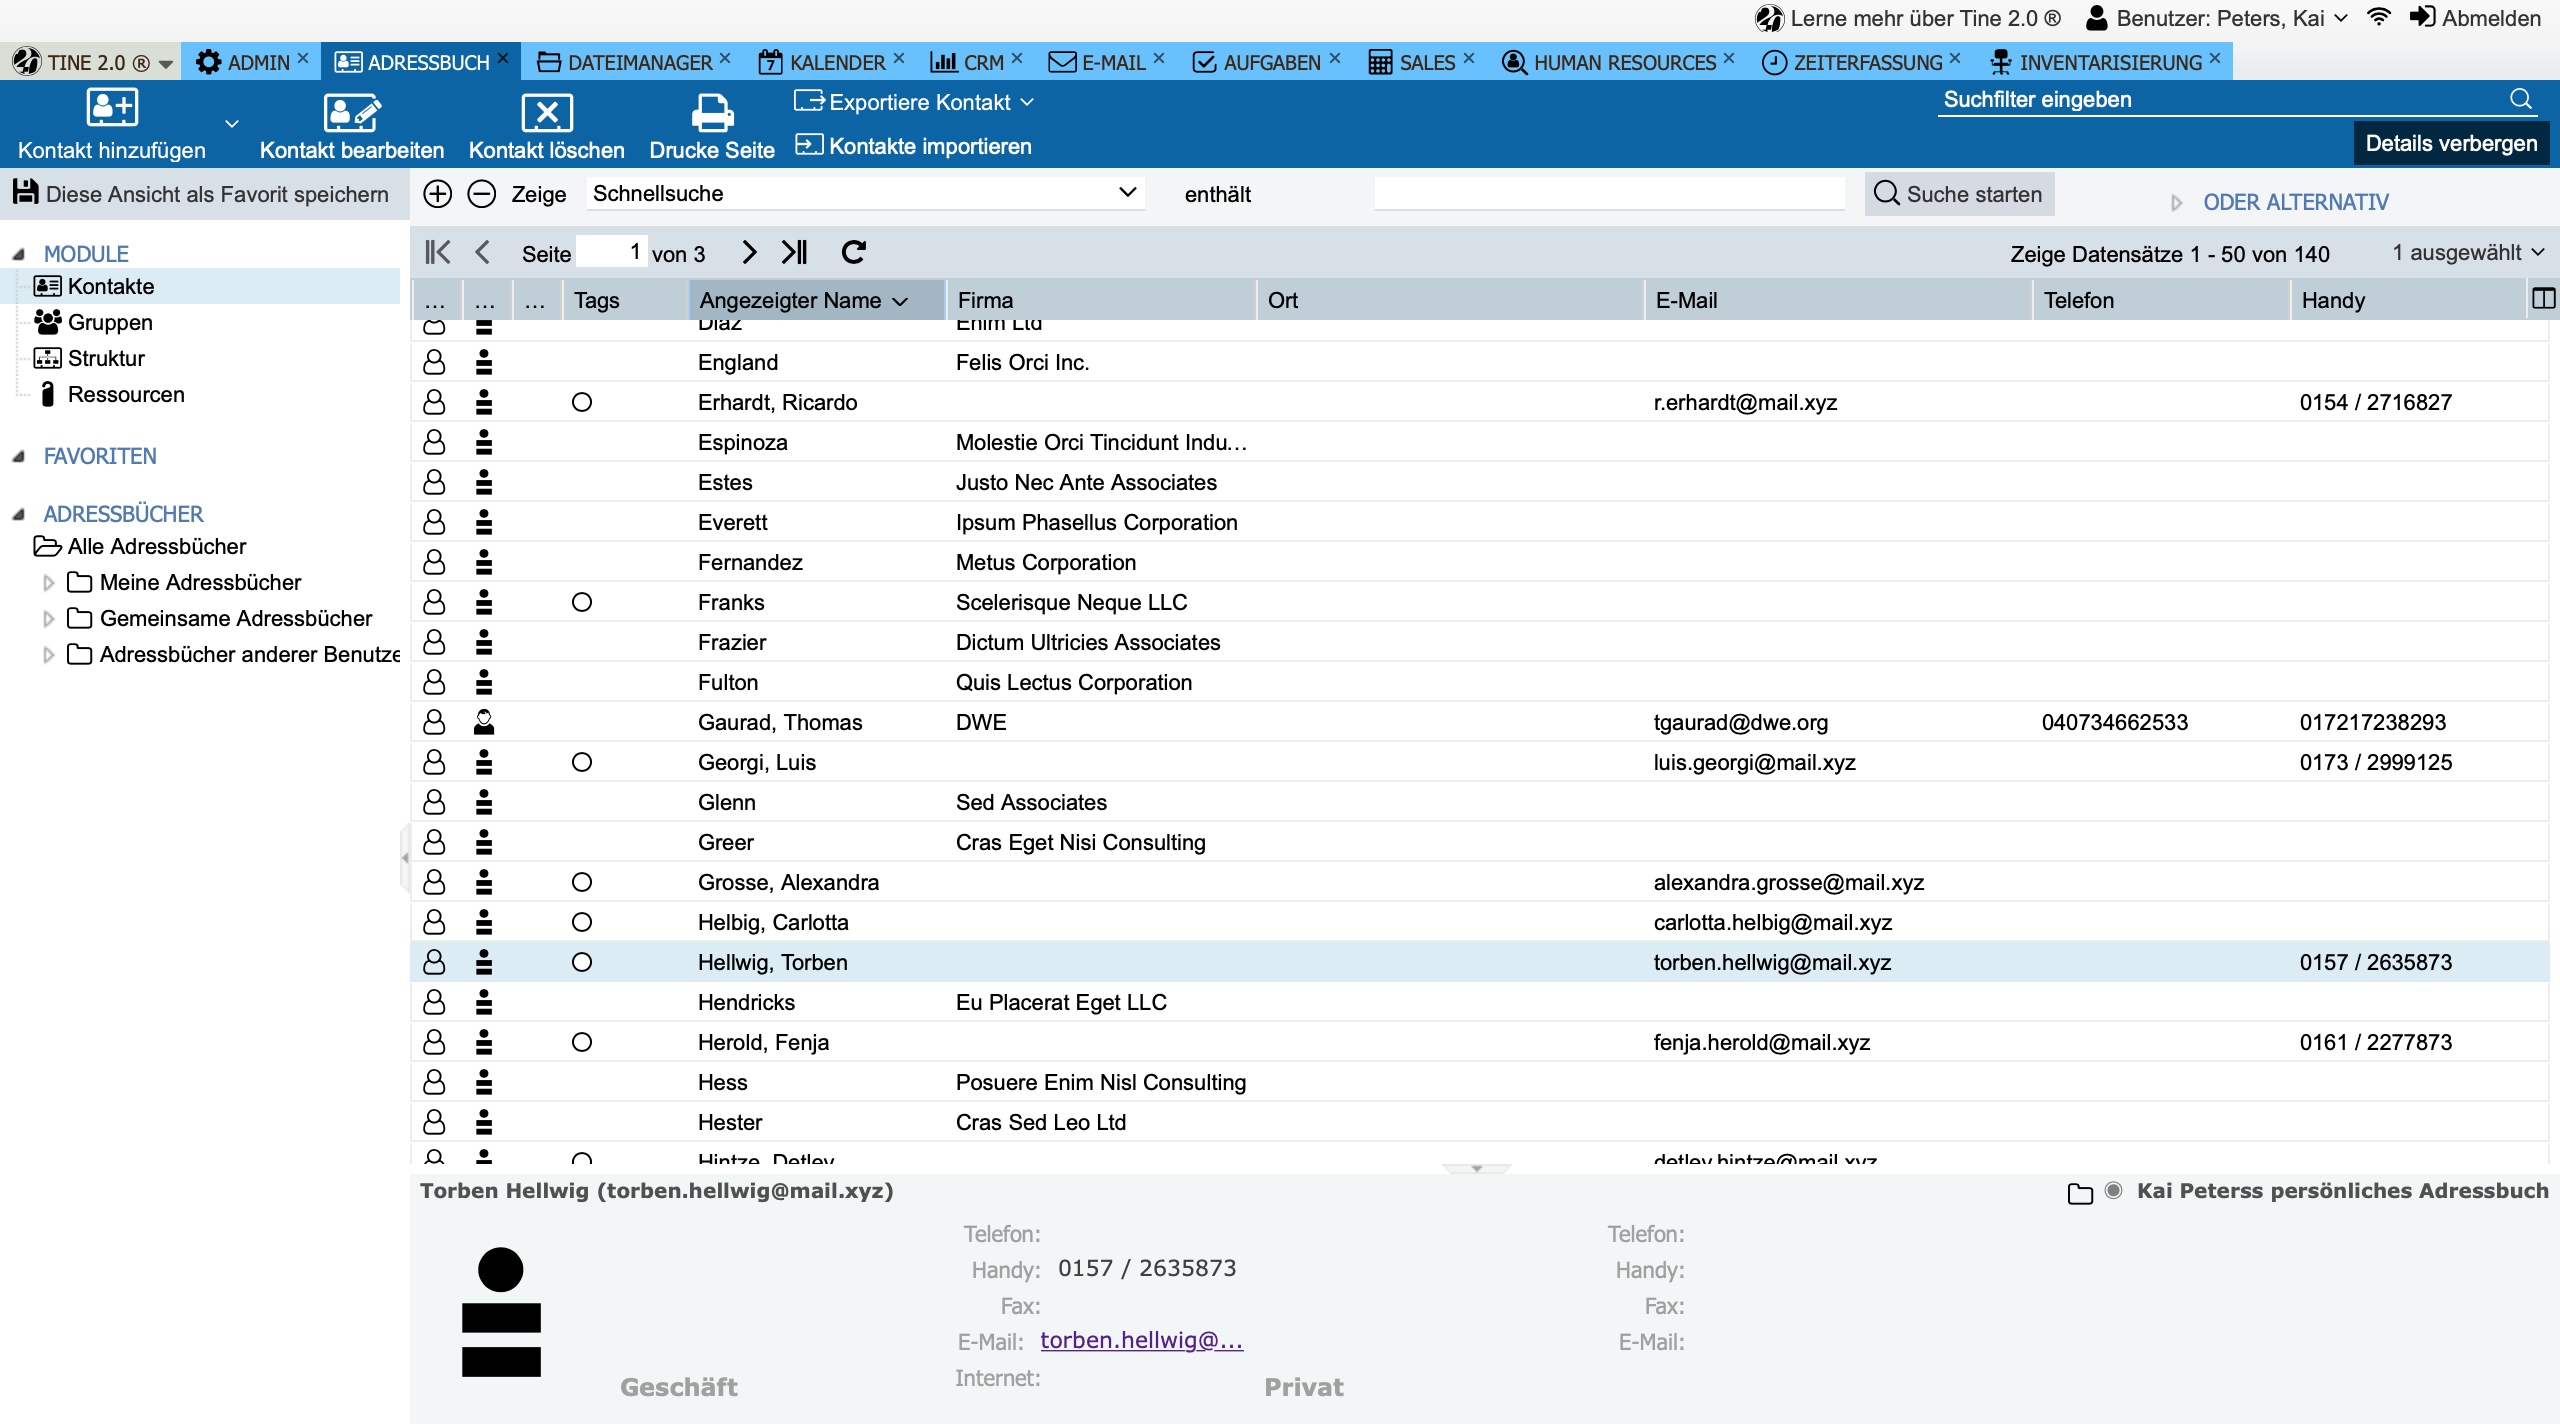 Lerne mehr über Tine 2.0 ® Benutzer: Peters, Kai Abmelden
TINE 2.0 ® ADMIN ADRESSBUCH DATEIMANAGER KALENDER CRM E-MAIL AUFGABEN SALES HUMAN RESOURCES ZEITERFASSUNG INVENTARISIERUNG
Kontakt hinzufügen Kontakt bearbeiten Kontakt löschen Drucke Seite Exportiere Kontakt
Kontakte importieren
Suchfilter eingeben
Details verbergen
Diese Ansicht als Favorit speichern
Zeige Schnellsuche enthält Suche starten ODER ALTERNATIV
MODULE
Kontakte
Gruppen
Struktur
Ressourcen
FAVORITEN
ADRESSBÜCHER
Alle Adressbücher
Meine Adressbücher
Gemeinsame Adressbücher
Adressbücher anderer Benutze
Seite 1 von 3 Zeige Datensätze 1 - 50 von 140 1 ausgewählt
... ... ... Tags Angezeigter Name Firma Ort E-Mail Telefon Handy
Diaz Enim Ltd
England Felis Orci Inc.
Erhardt, Ricardo r.erhardt@mail.xyz 0154 / 2716827
Espinoza Molestie Orci Tincidunt Indu...
Estes Justo Nec Ante Associates
Everett Ipsum Phasellus Corporation
Fernandez Metus Corporation
Franks Scelerisque Neque LLC
Frazier Dictum Ultricies Associates
Fulton Quis Lectus Corporation
Gaurad, Thomas DWE tgaurad@dwe.org 040734662533 017217238293
Georgi, Luis luis.georgi@mail.xyz 0173 / 2999125
Glenn Sed Associates
Greer Cras Eget Nisi Consulting
Grosse, Alexandra alexandra.grosse@mail.xyz
Helbig, Carlotta carlotta.helbig@mail.xyz
Hellwig, Torben torben.hellwig@mail.xyz 0157 / 2635873
Hendricks Eu Placerat Eget LLC
Herold, Fenja fenja.herold@mail.xyz 0161 / 2277873
Hess Posuere Enim Nisl Consulting
Hester Cras Sed Leo Ltd
Hintze, Detlev detlev.hintze@mail.xyz
Torben Hellwig (torben.hellwig@mail.xyz) Kai Peterss persönliches Adressbuch
Geschäft
Telefon:
Handy: 0157 / 2635873
Fax:
E-Mail: torben.hellwig@...
Internet:
Privat
Telefon:
Handy:
Fax:
E-Mail: